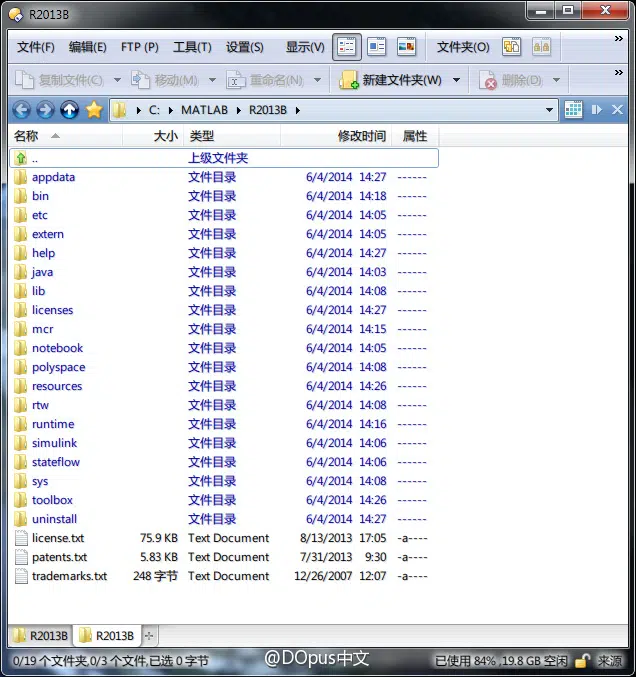 R2013B
文件(F) 编辑(E) FTP (P) 工具(T) 设置(S) 显示(V) 文件夹(O) »
复制文件(C) 移动(M) 重命名(N) 新建文件夹(W) 删除(D) »
C: MATLAB R2013B
名称 大小 类型 修改时间 属性
.. 上级文件夹
appdata 文件目录 6/4/2014 14:27 ------
bin 文件目录 6/4/2014 14:18 ------
etc 文件目录 6/4/2014 14:05 ------
extern 文件目录 6/4/2014 14:05 ------
help 文件目录 6/4/2014 14:27 ------
java 文件目录 6/4/2014 14:03 ------
lib 文件目录 6/4/2014 14:08 ------
licenses 文件目录 6/4/2014 14:27 ------
mcr 文件目录 6/4/2014 14:15 ------
notebook 文件目录 6/4/2014 14:05 ------
polyspace 文件目录 6/4/2014 14:08 ------
resources 文件目录 6/4/2014 14:26 ------
rtw 文件目录 6/4/2014 14:08 ------
runtime 文件目录 6/4/2014 14:16 ------
simulink 文件目录 6/4/2014 14:06 ------
stateflow 文件目录 6/4/2014 14:06 ------
sys 文件目录 6/4/2014 14:08 ------
toolbox 文件目录 6/4/2014 14:26 ------
uninstall 文件目录 6/4/2014 14:27 ------
license.txt 75.9 KB Text Document 8/13/2013 17:05 -a----
patents.txt 5.83 KB Text Document 7/31/2013 9:30 -a----
trademarks.txt 248 字节 Text Document 12/26/2007 12:07 -a----
R2013B R2013B
0/19 个文件夹,0/3 个文件,已选 0 字节 @DOpus中文 已使用 84% ,19.8 GB 空闲 来源